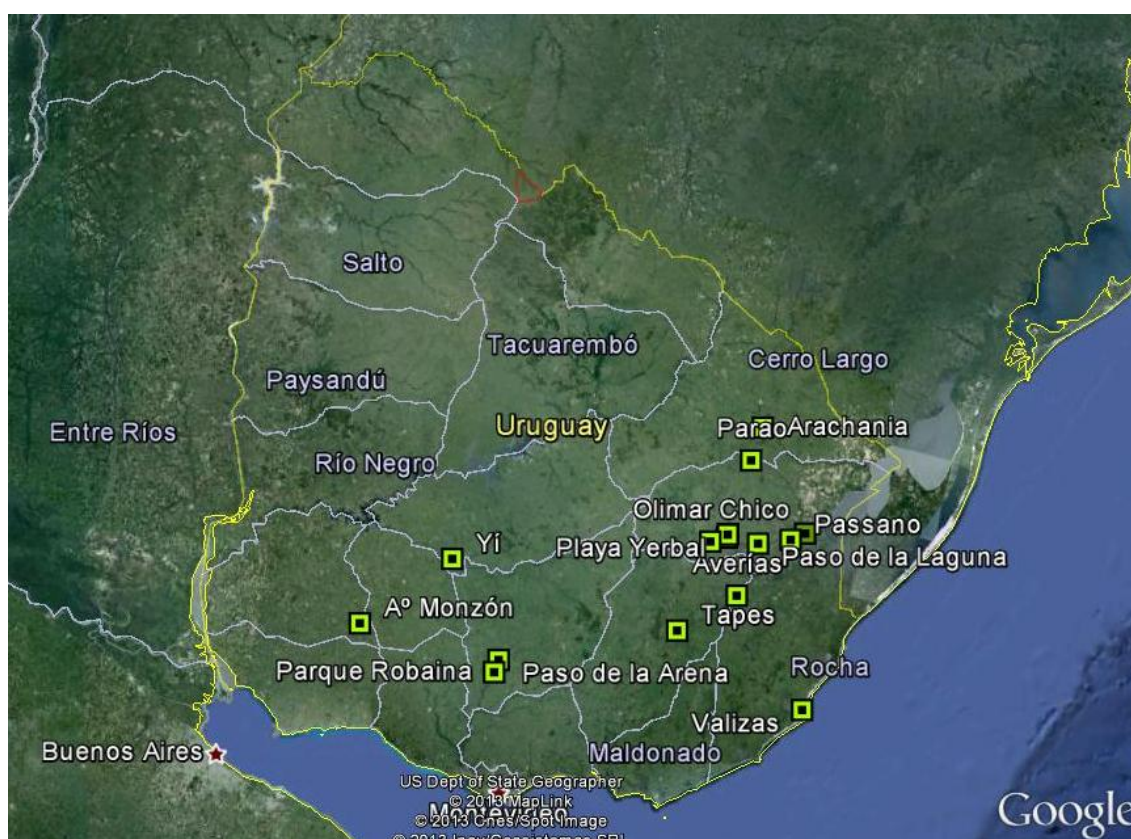 Salto
Tacuarembó
Cerro Largo
Paysandú
Entre Ríos
Uruguay
Parao
Arachania
Río Negro
Olimar Chico
Passano
Yí
Playa Yerbal
Paso de la Laguna
Averías
Aº Monzón
Tapes
Parque Robaina
Paso de la Arena
Rocha
Valizas
Buenos Aires
Maldonado
US Dept of State Geographer
© 2013 MapLink
Montevideo
© 2013 Cnes/Spot Image
Google